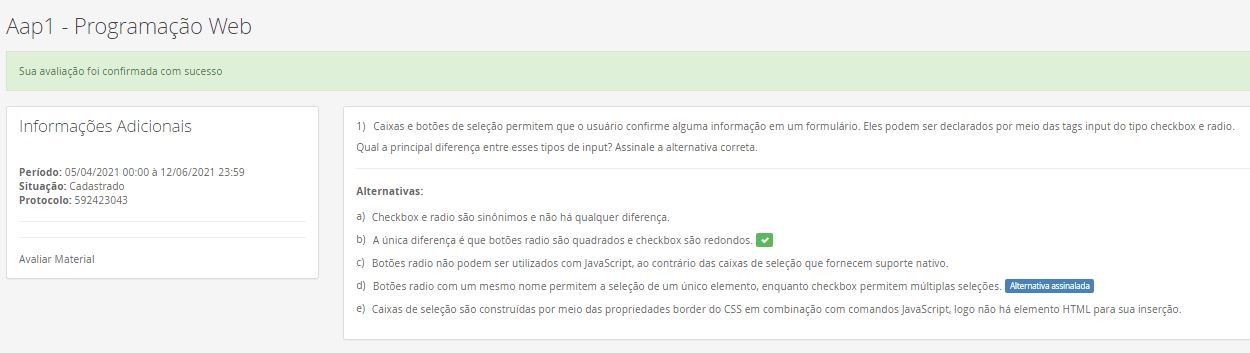 Aap1 - Programação Web
Sua avaliação foi confirmada com sucesso
Informações Adicionais
Período: 05/04/2021 00:00 à 12/06/2021 23:59
Situação: Cadastrado
Protocolo: 592423043
Avaliar Material
1) Caixas e botões de seleção permitem que o usuário confirme alguma informação em um formulário. Eles podem ser declarados por meio das tags input do tipo checkbox e radio.
Qual a principal diferença entre esses tipos de input? Assinale a alternativa correta.
Alternativas:
a) Checkbox e radio são sinônimos e não há qualquer diferença.
b) A única diferença é que botões radio são quadrados e checkbox são redondos.
c) Botões radio não podem ser utilizados com JavaScript, ao contrário das caixas de seleção que fornecem suporte nativo.
d) Botões radio com um mesmo nome permitem a seleção de um único elemento, enquanto checkbox permitem múltiplas seleções. Alternativa assinalada
e) Caixas de seleção são construídas por meio das propriedades border do CSS em combinação com comandos JavaScript, logo não há elemento HTML para sua inserção.